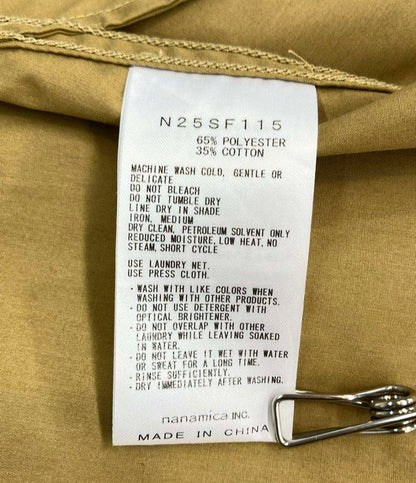 N25SF115
65% POLYESTER
35% COTTON
MACHINE WASH COLD, GENTLE OR
DELICATE
DO NOT BLEACH
DO NOT TUMBLE DRY
LINE DRY IN SHADE
IRON, MEDIUM
DRY CLEAN, PETROLEUM SOLVENT ONLY
REDUCED MOISTURE, LOW HEAT, NO
STEAM, SHORT CYCLE
USE LAUNDRY NET.
USE PRESS CLOTH.
・WASH WITH LIKE COLORS WHEN
WASHING WITH OTHER PRODUCTS.
・DO NOT USE DETERGENT WITH
OPTICAL BRIGHTENER.
・DO NOT OVERLAP WITH OTHER
LAUNDRY WHILE LEAVING SOAKED
IN WATER.
・DO NOT LEAVE IT WET WITH WATER
OR SWEAT FOR A LONG TIME.
・RINSE SUFFICIENTLY.
・DRY IMMEDIATELY AFTER WASHING.
nanamica INC.
MADE IN CHINA